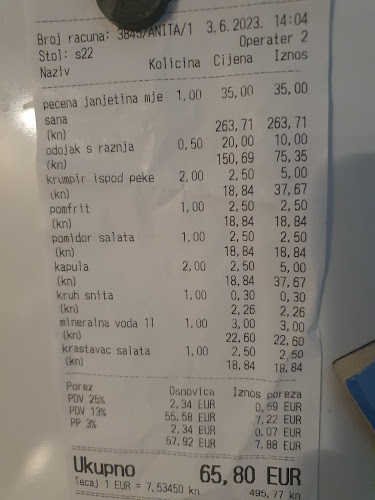 Broj racuna: 3845/ANITA/1 3.6.2023. 14:04
Stol: s22 Operater 2
Naziv Kolicina Cijena Iznos
pecena janjetina mje 1,00 35,00 35,00
sana
(kn) 263,71 263,71
odojak s raznja 0,50 20,00 10,00
(kn) 150,69 75,35
krumpir ispod peke 2,00 2,50 5,00
(kn) 18,84 37,67
pomfrit 1,00 2,50 2,50
(kn) 18,84 18,84
pomidor salata 1,00 2,50 2,50
(kn) 18,84 18,84
kapula 2,00 2,50 5,00
(kn) 18,84 37,67
kruh snita 1,00 0,30 0,30
(kn) 2,26 2,26
mineralna voda 1l 1,00 3,00 3,00
(kn) 22,60 22,60
krastavac salata 1,00 2,50 2,50
(kn) 18,84 18,84
Porez Osnovica Iznos poreza
PDV 25% 2,34 EUR 0,59 EUR
PDV 13% 55,58 EUR 7,22 EUR
PP 3% 2,34 EUR 0,07 EUR
57,92 EUR 7,88 EUR
Ukupno 65,80 EUR
Tecaj 1 EUR = 7,53450 kn 495,77 kn